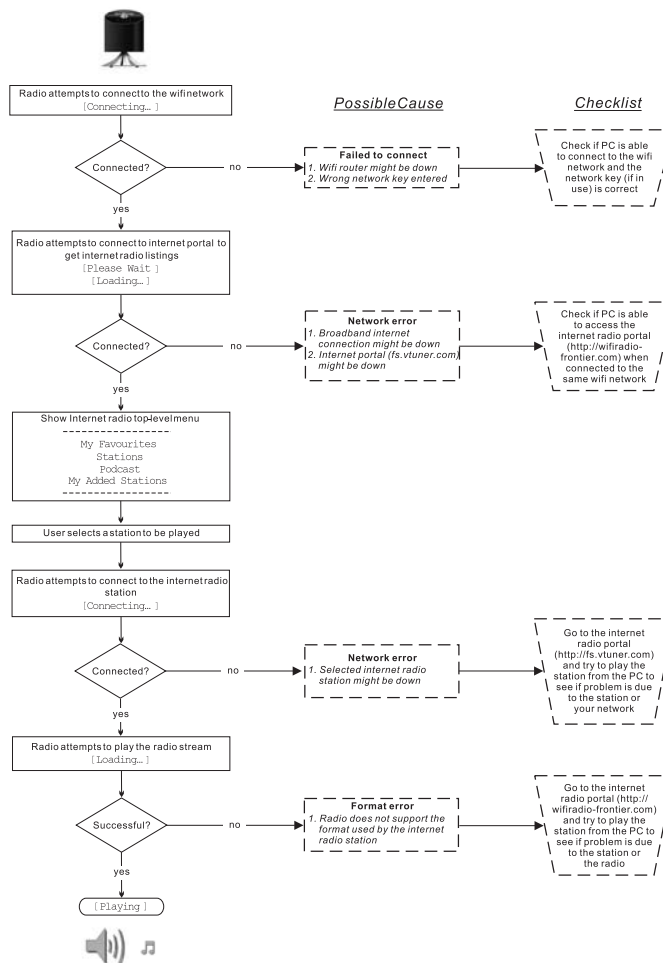 Radio attempts to connect to the wifi network
[Connecting... ]
Possible Cause
Checklist
Connected?
no
yes
Failed to connect
1. Wifi router might be down
2. Wrong network key entered
Check if PC is able
to connect to the wifi
network and the
network key (if in
use) is correct
Radio attempts to connect to internet portal to
get internet radio listings
[Please Wait ]
[Loading... ]
Connected?
no
yes
Network error
1. Broadband internet
connection might be down
2. Internet portal (fs.vtuner.com)
might be down
Check if PC is able
to access the
internet radio portal
(http://wifiradio-
frontier.com) when
connected to the
same wifi network
Show Internet radio top-level menu
My Favourites
Stations
Podcast
My Added Stations
User selects a station to be played
Radio attempts to connect to the internet radio
station
[Connecting... ]
Connected?
no
yes
Network error
1. Selected internet radio
station might be down
Go to the internet
radio portal
(http://fs.vtuner.com)
and try to play the
station from the PC to
see if problem is due
to the station or
your network
Radio attempts to play the radio stream
[Loading... ]
Successful?
no
yes
Format error
1. Radio does not support the
format used by the internet
radio station
Go to the internet
radio portal (http://
wifiradio-frontier.com)
and try to play the
station from the PC to
see if problem is due
to the station or
the radio
[Playing ]